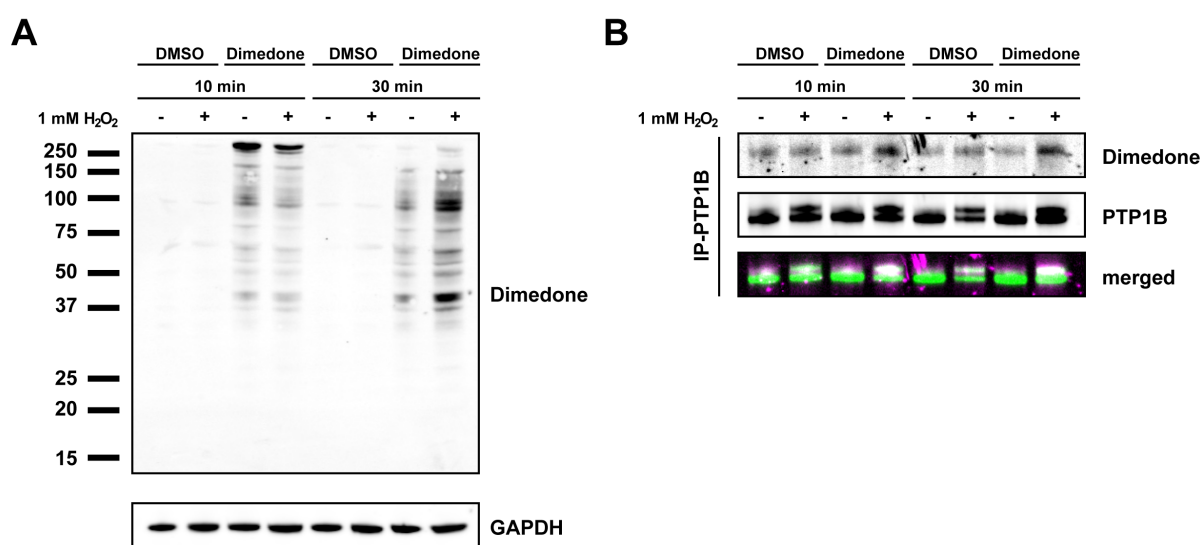 A
DMSO Dimedone DMSO Dimedone
10 min 30 min
1 mM H₂O₂ - + - + - + - +
250
150
100
75
50
37
25
20
15
Dimedone
GAPDH
B
DMSO Dimedone DMSO Dimedone
10 min 30 min
1 mM H₂O₂ - + - + - + - +
IP-PTP1B
Dimedone
PTP1B
merged